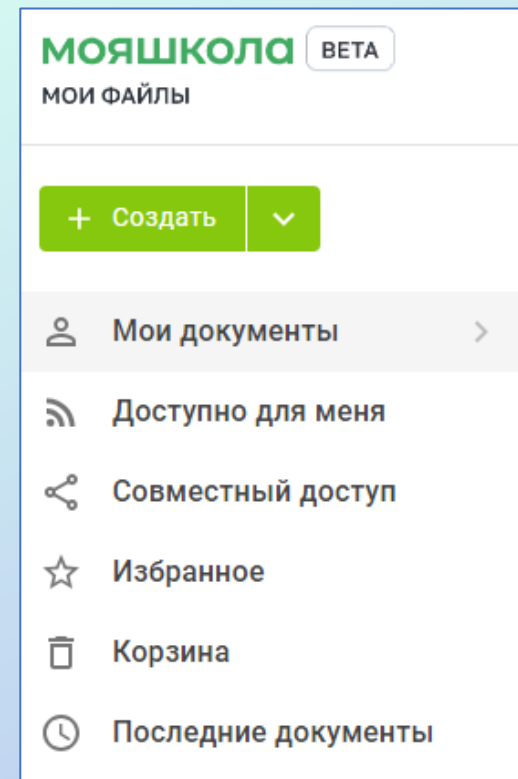 мояшкола BETA
МОИ ФАЙЛЫ
+ Создать
Мои документы
Доступно для меня
Совместный доступ
Избранное
Корзина
Последние документы